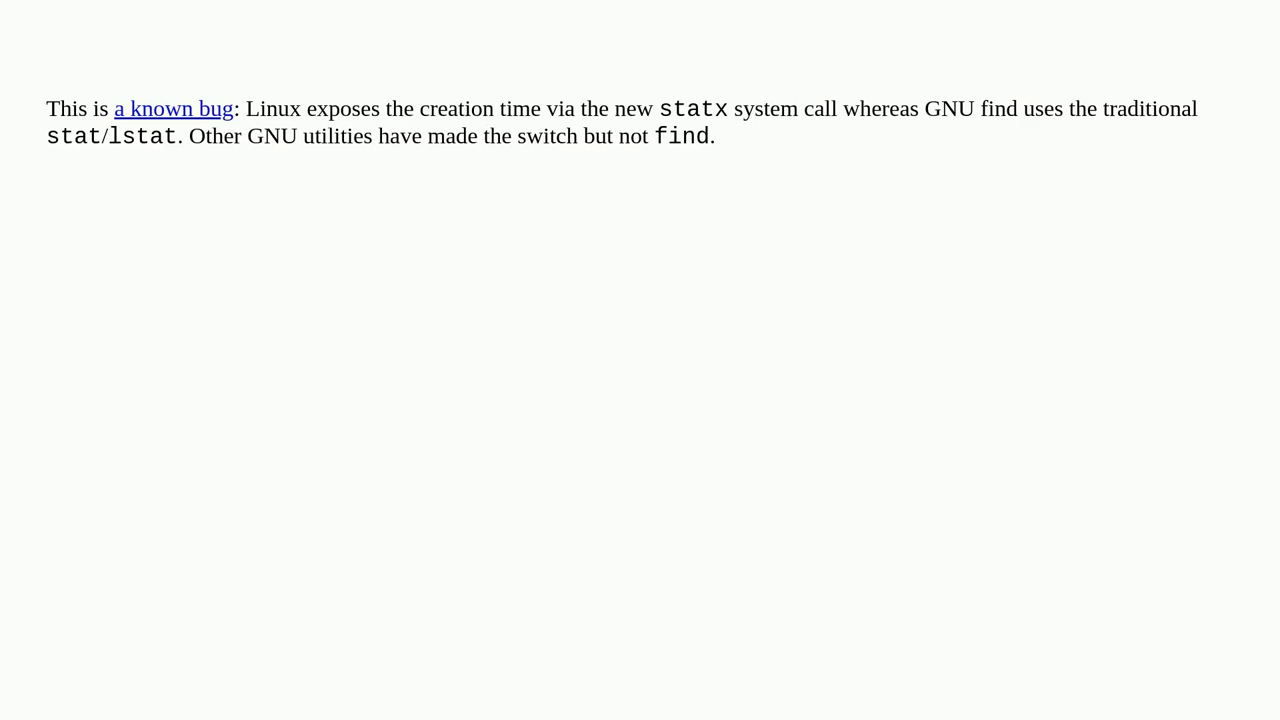 This is a known bug: Linux exposes the creation time via the new statx system call whereas GNU find uses the traditional
stat/lstat. Other GNU utilities have made the switch but not find.